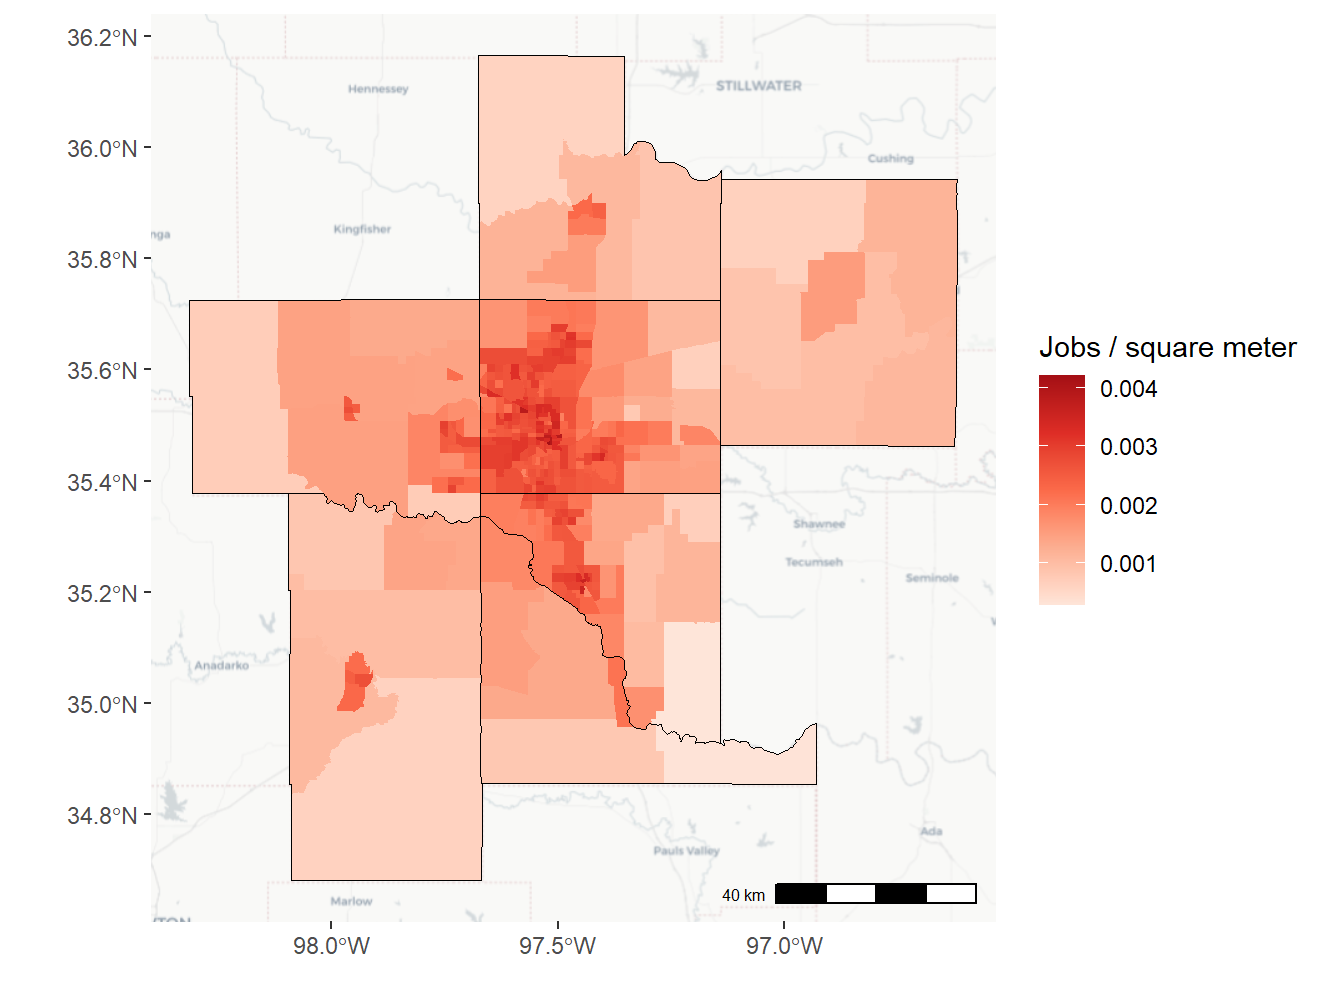 36.2°N
36.0°N
35.8°N
35.6°N
35.4°N
35.2°N
35.0°N
34.8°N
Hennessey
STILLWATER
Cushing
Kingfisher
nga
Shawnee
Tecumseh
Seminole
Anadarko
Ada
Pauls Valley
Marlow
40 km
98.0°W
97.5°W
97.0°W
Jobs / square meter
0.004
0.003
0.002
0.001